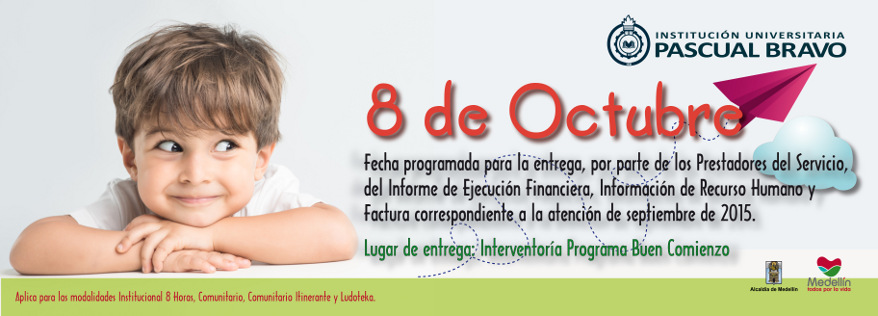 INSTITUCIÓN UNIVERSITARIA
PASCUAL BRAVO
8 de Octubre
Fecha programada para la entrega, por parte de los Prestadores del Servicio,
del Informe de Ejecución Financiera, Información de Recurso Humano y
Factura correspondiente a la atención de septiembre de 2015.
Lugar de entrega: Interventoría Programa Buen Comienzo
Alcaldía de Medellín
Medellín
todos por la vida
Aplica para las modalidades Institucional 8 Horas, Comunitario, Comunitario Itinerante y Ludoteka.